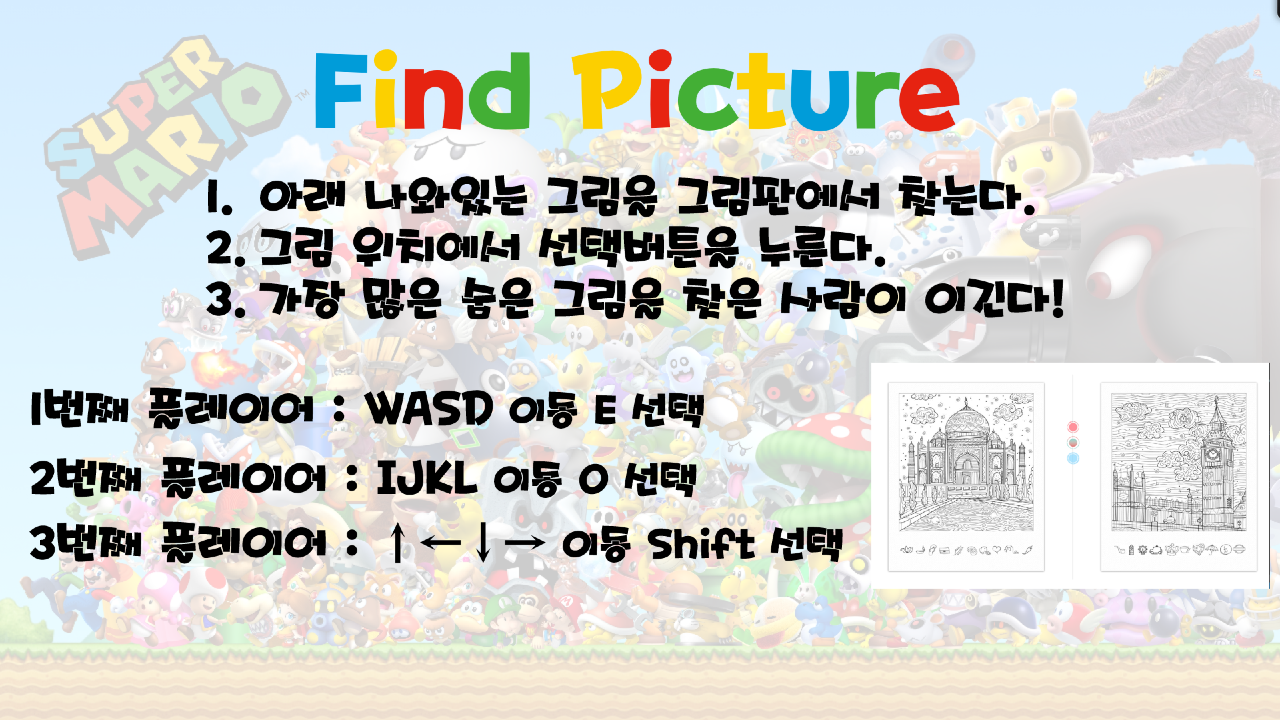 SUPER
MARIO
TM
Find Picture
1. 아래 나와있는 그림을 그림판에서 찾는다.
2. 그림 위치에서 선택버튼을 누른다.
3. 가장 많은 숨은 그림을 찾은 사람이 이긴다!
1번째 플레이어 : WASD 이동 E 선택
2번째 플레이어 : IJKL 이동 O 선택
3번째 플레이어 : ↑←↓→ 이동 Shift 선택